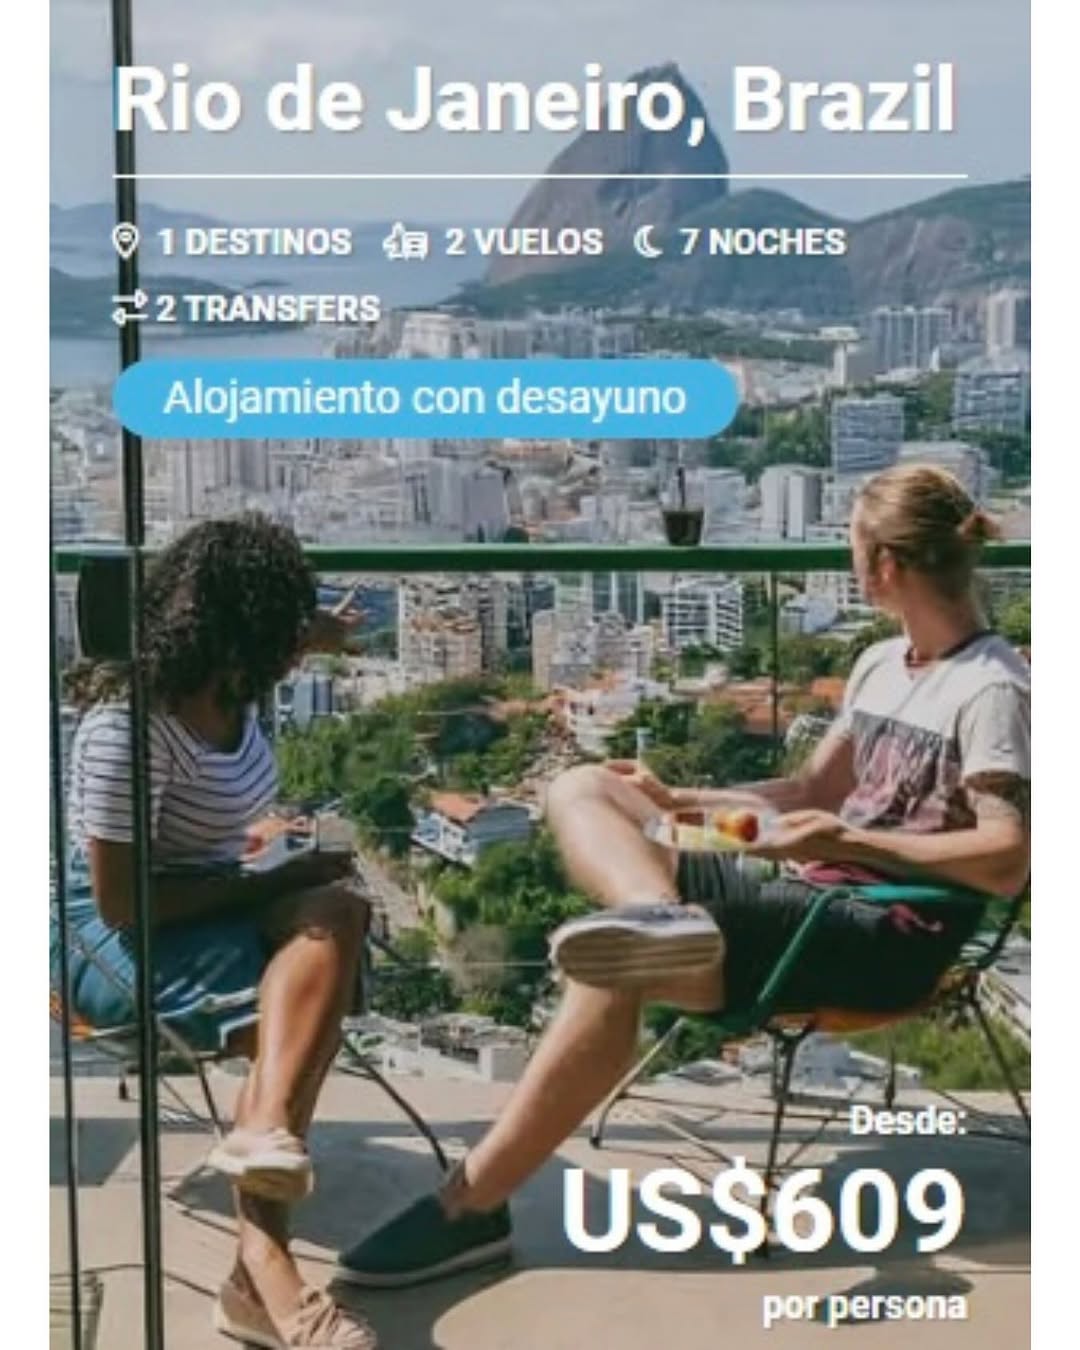 Rio de Janeiro, Brazil
1 DESTINOS 2 VUELOS 7 NOCHES
2 TRANSFERS
Alojamiento con desayuno
Desde:
US$609
por persona